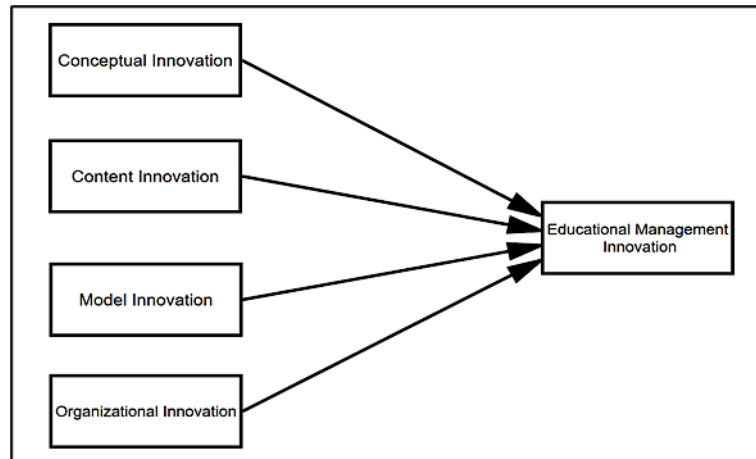 Conceptual Innovation
Content Innovation
Model Innovation
Organizational Innovation
Educational Management
Innovation